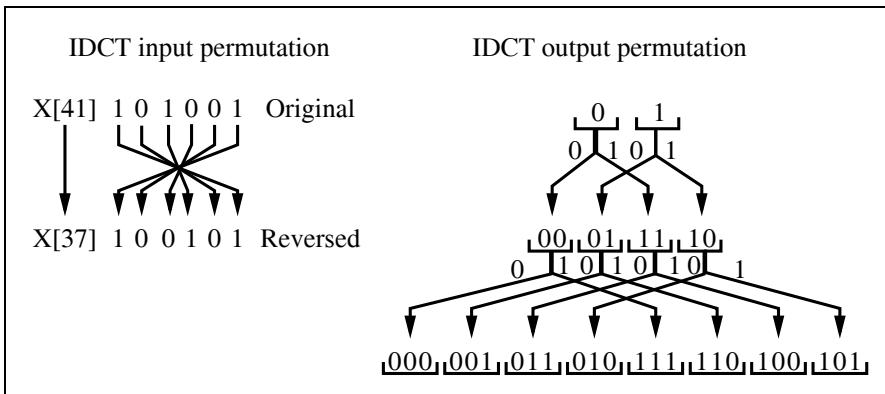 IDCT input permutation
X[41] 1 0 1 0 0 1 Original
X[37] 1 0 0 1 0 1 Reversed
IDCT output permutation
0 1
0 1 0 1
00 01 11 10
0 1 0 1 0 1 0 1
000 001 011 010 111 110 100 101